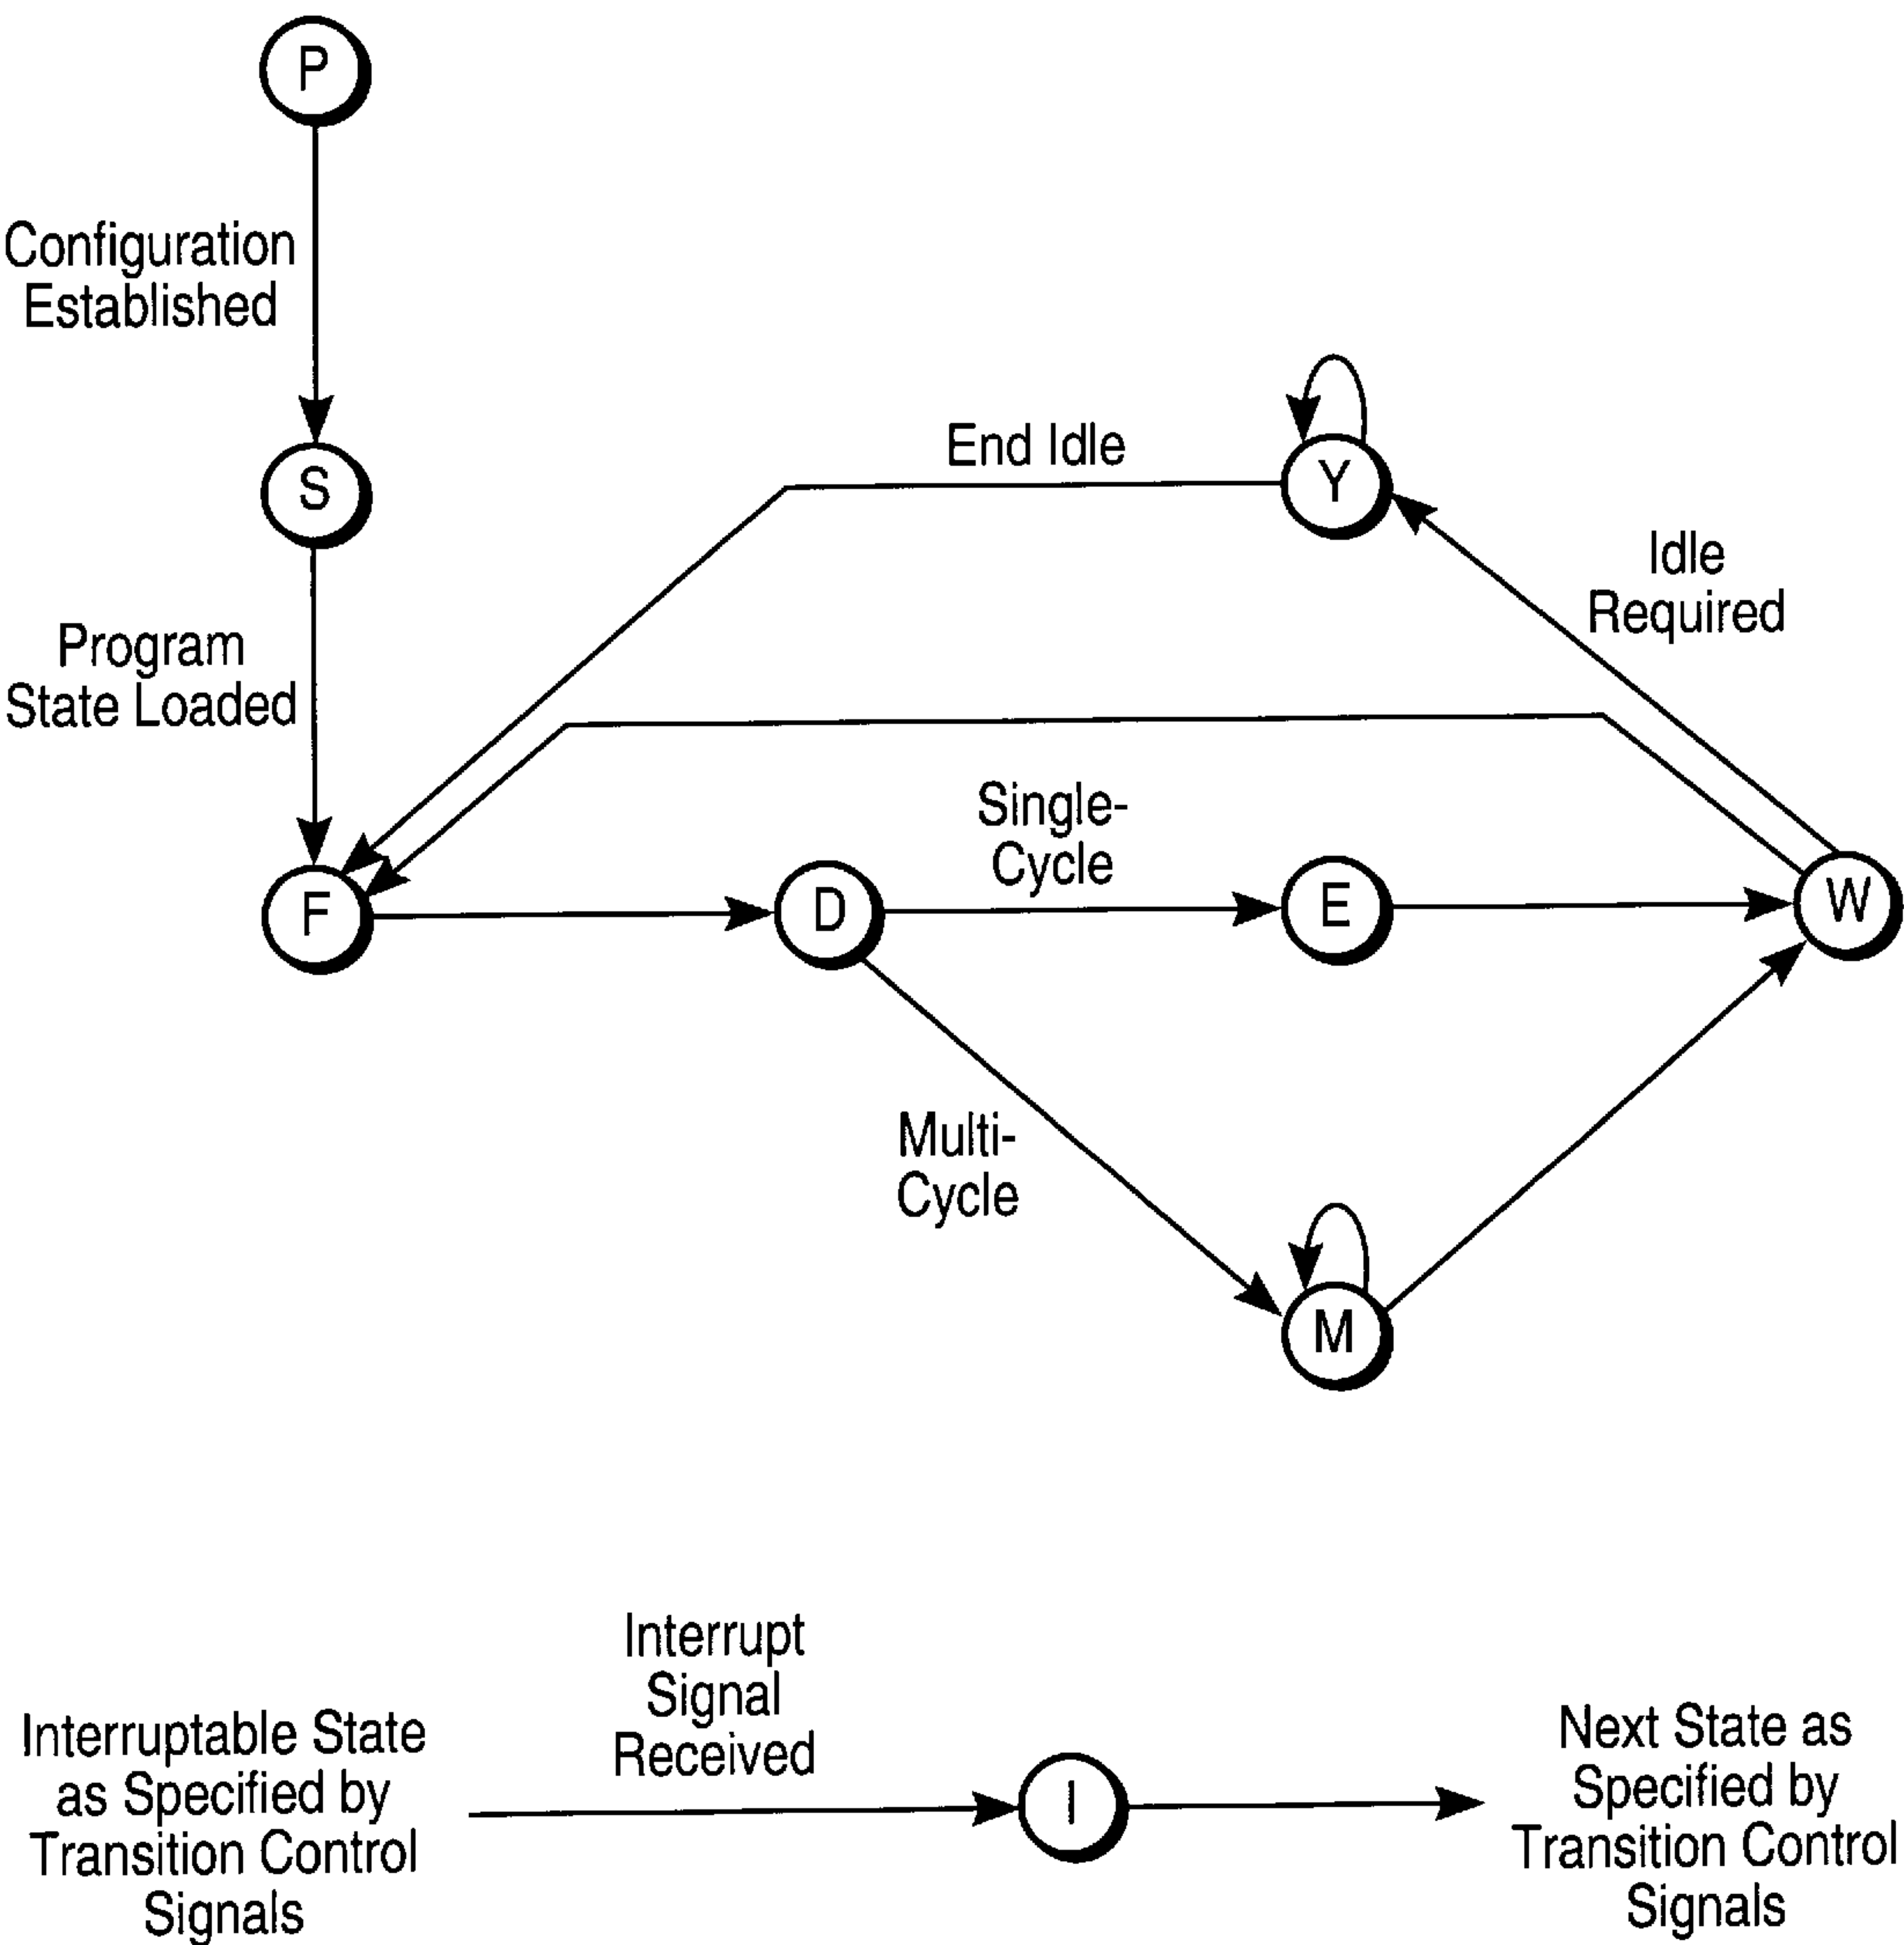 P
Configuration
Established
S
End Idle
Y
Idle
Required
Program
State Loaded
Single-
Cycle
F
D
E
W
Multi-
Cycle
M
Interrupt
Signal
Received
Interruptable State
as Specified by
Transition Control
Signals
I
Next State as
Specified by
Transition Control
Signals